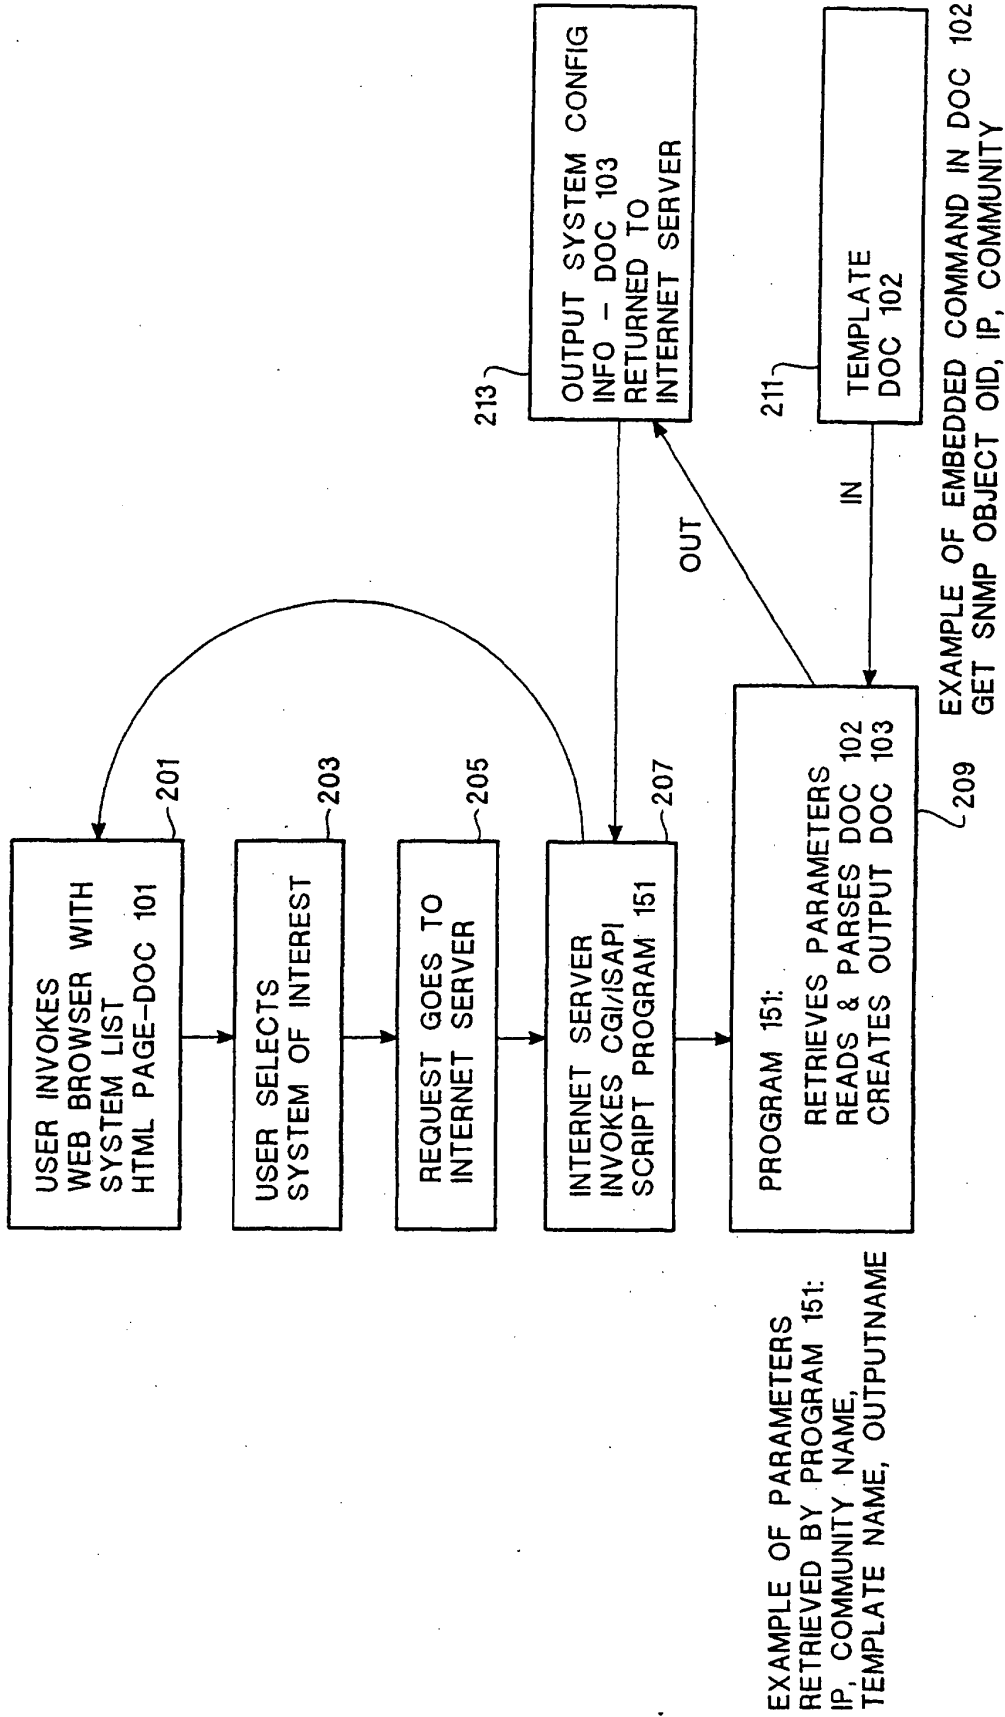 USER INVOKES
WEB BROWSER WITH
SYSTEM LIST
HTML PAGE-DOC 101
201
USER SELECTS
SYSTEM OF INTEREST
203
REQUEST GOES TO
INTERNET SERVER
205
INTERNET SERVER
INVOKES CGI/ISAPI
SCRIPT PROGRAM 151
207
PROGRAM 151:
RETRIEVES PARAMETERS
READS & PARSES DOC 102
CREATES OUTPUT DOC 103
209
OUT
IN
213
OUTPUT SYSTEM CONFIG
INFO - DOC 103
RETURNED TO
INTERNET SERVER
211
TEMPLATE
DOC 102
EXAMPLE OF PARAMETERS
RETRIEVED BY PROGRAM 151:
IP, COMMUNITY NAME,
TEMPLATE NAME, OUTPUTNAME
EXAMPLE OF EMBEDDED COMMAND IN DOC 102
GET SNMP OBJECT OID, IP, COMMUNITY